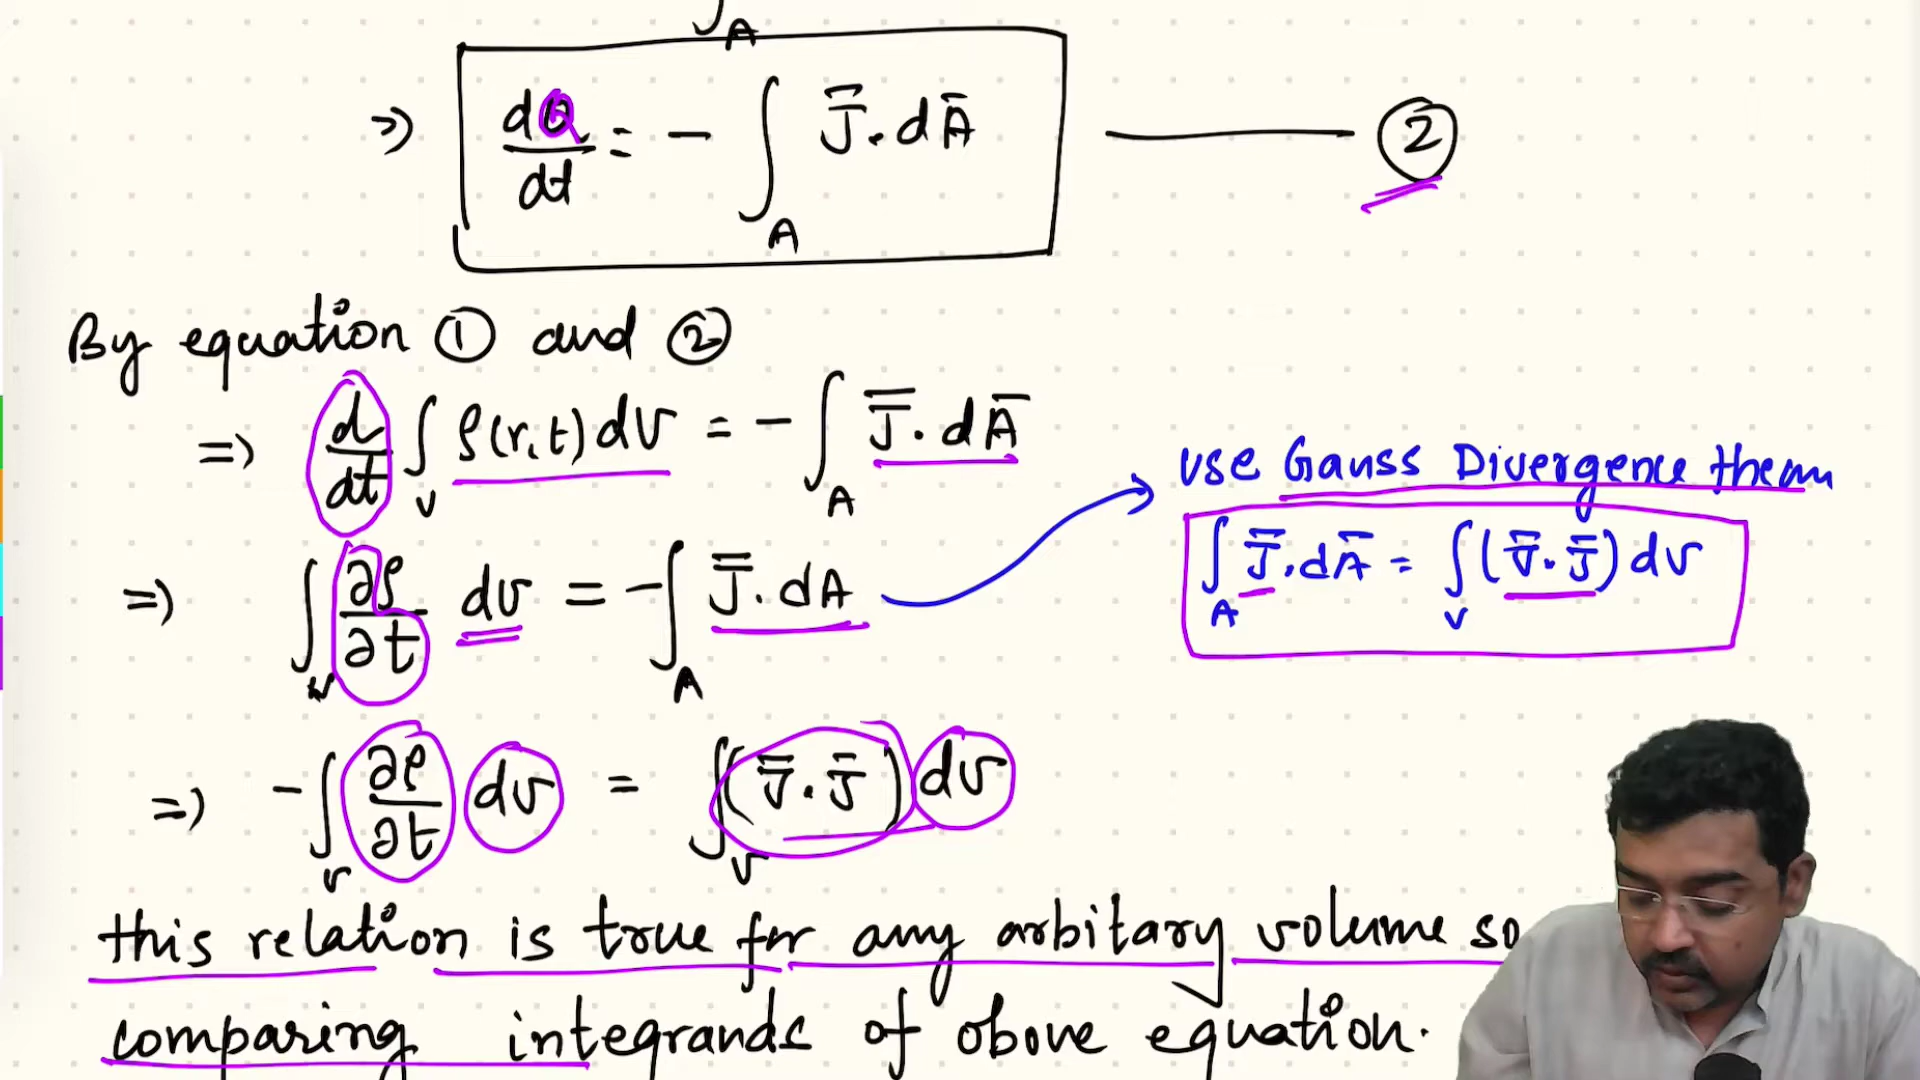 A
=> dQ/dt = - ∫_A J̄.dĀ ——— ②
By equation ① and ②
=> d/dt ∫_v ρ(r,t)dv = - ∫_A J̄.dĀ
use Gauss Divergence theam
∫_A J̄.dĀ = ∫_v (∇̄.J̄)dv
=> ∫_v ∂ρ/∂t dv = -∫_A J̄.dA
=> -∫_v ∂ρ/∂t dv = ∫_v (∇̄.J̄)dv
this relation is true for any arbitary volume so
comparing integrands of obove equation.